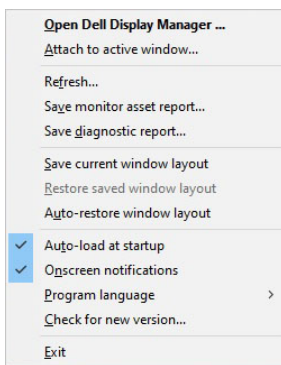 Open Dell Display Manager ...
Attach to active window...
Refresh...
Save monitor asset report...
Save diagnostic report...
Save current window layout
Restore saved window layout
Auto-restore window layout
Auto-load at startup
Onscreen notifications
Program language
Check for new version...
Exit